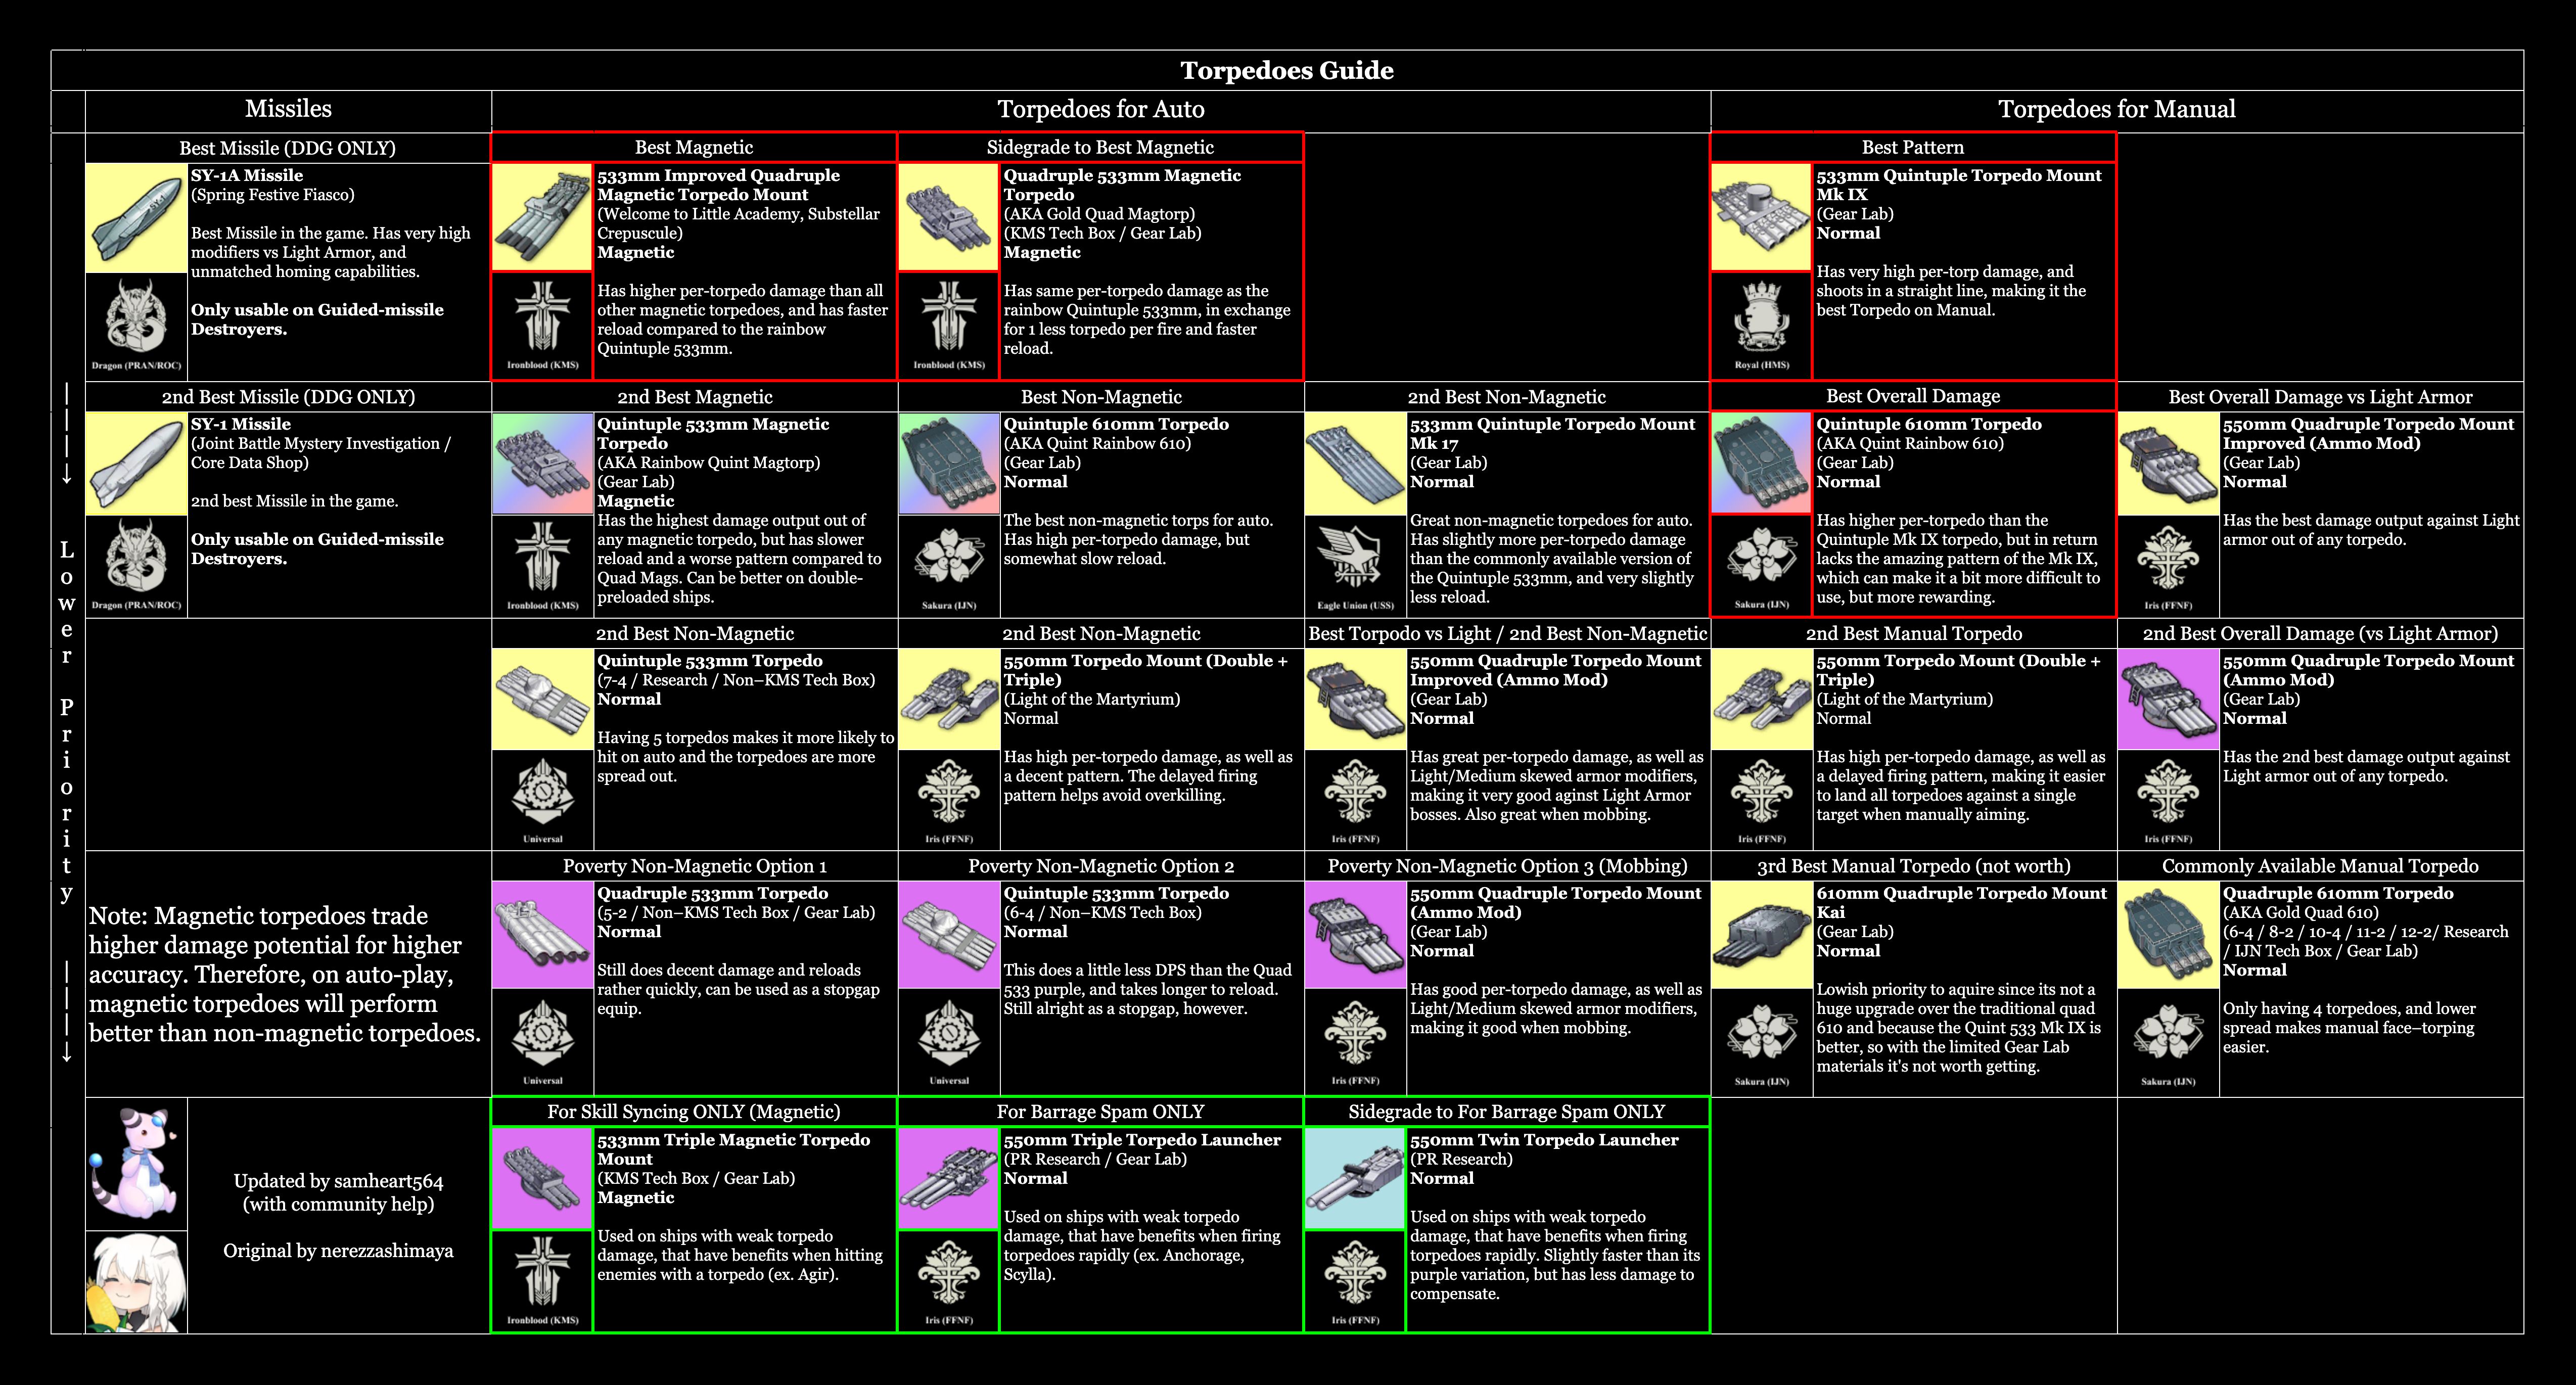 Torpedoes Guide
Missiles
Torpedoes for Auto
Torpedoes for Manual
Lower Priority
Best Missile (DDG ONLY)
SY-1A Missile
(Spring Festive Fiasco)
Best Missile in the game. Has very high
modifiers vs Light Armor, and
unmatched homing capabilities.
Only usable on Guided-missile
Destroyers.
Dragon (PRAN/ROC)
Best Magnetic
533mm Improved Quadruple
Magnetic Torpedo Mount
(Welcome to Little Academy, Substellar
Crepuscule)
Magnetic
Has higher per-torpedo damage than all
other magnetic torpedoes, and has faster
reload compared to the rainbow
Quintuple 533mm.
Ironblood (KMS)
Sidegrade to Best Magnetic
Quadruple 533mm Magnetic
Torpedo
(AKA Gold Quad Magtorp)
(KMS Tech Box / Gear Lab)
Magnetic
Has same per-torpedo damage as the
rainbow Quintuple 533mm, in exchange
for 1 less torpedo per fire and faster
reload.
Ironblood (KMS)
Best Pattern
533mm Quintuple Torpedo Mount
Mk IX
(Gear Lab)
Normal
Has very high per-torp damage, and
shoots in a straight line, making it the
best Torpedo on Manual.
Royal (HMS)
2nd Best Missile (DDG ONLY)
SY-1 Missile
(Joint Battle Mystery Investigation /
Core Data Shop)
2nd best Missile in the game.
Only usable on Guided-missile
Destroyers.
Dragon (PRAN/ROC)
2nd Best Magnetic
Quintuple 533mm Magnetic
Torpedo
(AKA Rainbow Quint Magtorp)
(Gear Lab)
Magnetic
Has the highest damage output out of
any magnetic torpedo, but has slower
reload and a worse pattern compared to
Quad Mags. Can be better on double-
preloaded ships.
Ironblood (KMS)
Best Non-Magnetic
Quintuple 610mm Torpedo
(AKA Quint Rainbow 610)
(Gear Lab)
Normal
The best non-magnetic torps for auto.
Has high per-torpedo damage, but
somewhat slow reload.
Sakura (IJN)
2nd Best Non-Magnetic
533mm Quintuple Torpedo Mount
Mk 17
(Gear Lab)
Normal
Great non-magnetic torpedoes for auto.
Has slightly more per-torpedo damage
than the commonly available version of
the Quintuple 533mm, and very slightly
less reload.
Eagle Union (USS)
Best Overall Damage
Quintuple 610mm Torpedo
(AKA Quint Rainbow 610)
(Gear Lab)
Normal
Has higher per-torpedo than the
Quintuple Mk IX torpedo, but in return
lacks the amazing pattern of the Mk IX,
which can make it a bit more difficult to
use, but more rewarding.
Sakura (IJN)
Best Overall Damage vs Light Armor
550mm Quadruple Torpedo Mount
Improved (Ammo Mod)
(Gear Lab)
Normal
Has the best damage output against Light
armor out of any torpedo.
Iris (FFNF)
2nd Best Non-Magnetic
Quintuple 533mm Torpedo
(7-4 / Research / Non–KMS Tech Box)
Normal
Having 5 torpedos makes it more likely to
hit on auto and the torpedoes are more
spread out.
Universal
2nd Best Non-Magnetic
550mm Torpedo Mount (Double +
Triple)
(Light of the Martyrium)
Normal
Has high per-torpedo damage, as well as
a decent pattern. The delayed firing
pattern helps avoid overkilling.
Iris (FFNF)
Best Torpodo vs Light / 2nd Best Non-Magnetic
550mm Quadruple Torpedo Mount
Improved (Ammo Mod)
(Gear Lab)
Normal
Has great per-torpedo damage, as well as
Light/Medium skewed armor modifiers,
making it very good aginst Light Armor
bosses. Also great when mobbing.
Iris (FFNF)
2nd Best Manual Torpedo
550mm Torpedo Mount (Double +
Triple)
(Light of the Martyrium)
Normal
Has high per-torpedo damage, as well as
a delayed firing pattern, making it easier
to land all torpedoes against a single
target when manually aiming.
Iris (FFNF)
2nd Best Overall Damage (vs Light Armor)
550mm Quadruple Torpedo Mount
(Ammo Mod)
(Gear Lab)
Normal
Has the 2nd best damage output against
Light armor out of any torpedo.
Iris (FFNF)
Note: Magnetic torpedoes trade
higher damage potential for higher
accuracy. Therefore, on auto-play,
magnetic torpedoes will perform
better than non-magnetic torpedoes.
Poverty Non-Magnetic Option 1
Quadruple 533mm Torpedo
(5-2 / Non–KMS Tech Box / Gear Lab)
Normal
Still does decent damage and reloads
rather quickly, can be used as a stopgap
equip.
Universal
Poverty Non-Magnetic Option 2
Quintuple 533mm Torpedo
(6-4 / Non–KMS Tech Box)
Normal
This does a little less DPS than the Quad
533 purple, and takes longer to reload.
Still alright as a stopgap, however.
Universal
Poverty Non-Magnetic Option 3 (Mobbing)
550mm Quadruple Torpedo Mount
(Ammo Mod)
(Gear Lab)
Normal
Has good per-torpedo damage, as well as
Light/Medium skewed armor modifiers,
making it good when mobbing.
Iris (FFNF)
3rd Best Manual Torpedo (not worth)
610mm Quadruple Torpedo Mount
Kai
(Gear Lab)
Normal
Lowish priority to aquire since its not a
huge upgrade over the traditional quad
610 and because the Quint 533 Mk IX is
better, so with the limited Gear Lab
materials it's not worth getting.
Sakura (IJN)
Commonly Available Manual Torpedo
Quadruple 610mm Torpedo
(AKA Gold Quad 610)
(6-4 / 8-2 / 10-4 / 11-2 / 12-2/ Research
/ IJN Tech Box / Gear Lab)
Normal
Only having 4 torpedoes, and lower
spread makes manual face–torping
easier.
Sakura (IJN)
Updated by samheart564
(with community help)
Original by nerezzashimaya
For Skill Syncing ONLY (Magnetic)
533mm Triple Magnetic Torpedo
Mount
(KMS Tech Box / Gear Lab)
Magnetic
Used on ships with weak torpedo
damage, that have benefits when hitting
enemies with a torpedo (ex. Agir).
Ironblood (KMS)
For Barrage Spam ONLY
550mm Triple Torpedo Launcher
(PR Research / Gear Lab)
Normal
Used on ships with weak torpedo
damage, that have benefits when firing
torpedoes rapidly (ex. Anchorage,
Scylla).
Iris (FFNF)
Sidegrade to For Barrage Spam ONLY
550mm Twin Torpedo Launcher
(PR Research)
Normal
Used on ships with weak torpedo
damage, that have benefits when firing
torpedoes rapidly. Slightly faster than its
purple variation, but has less damage to
compensate.
Iris (FFNF)